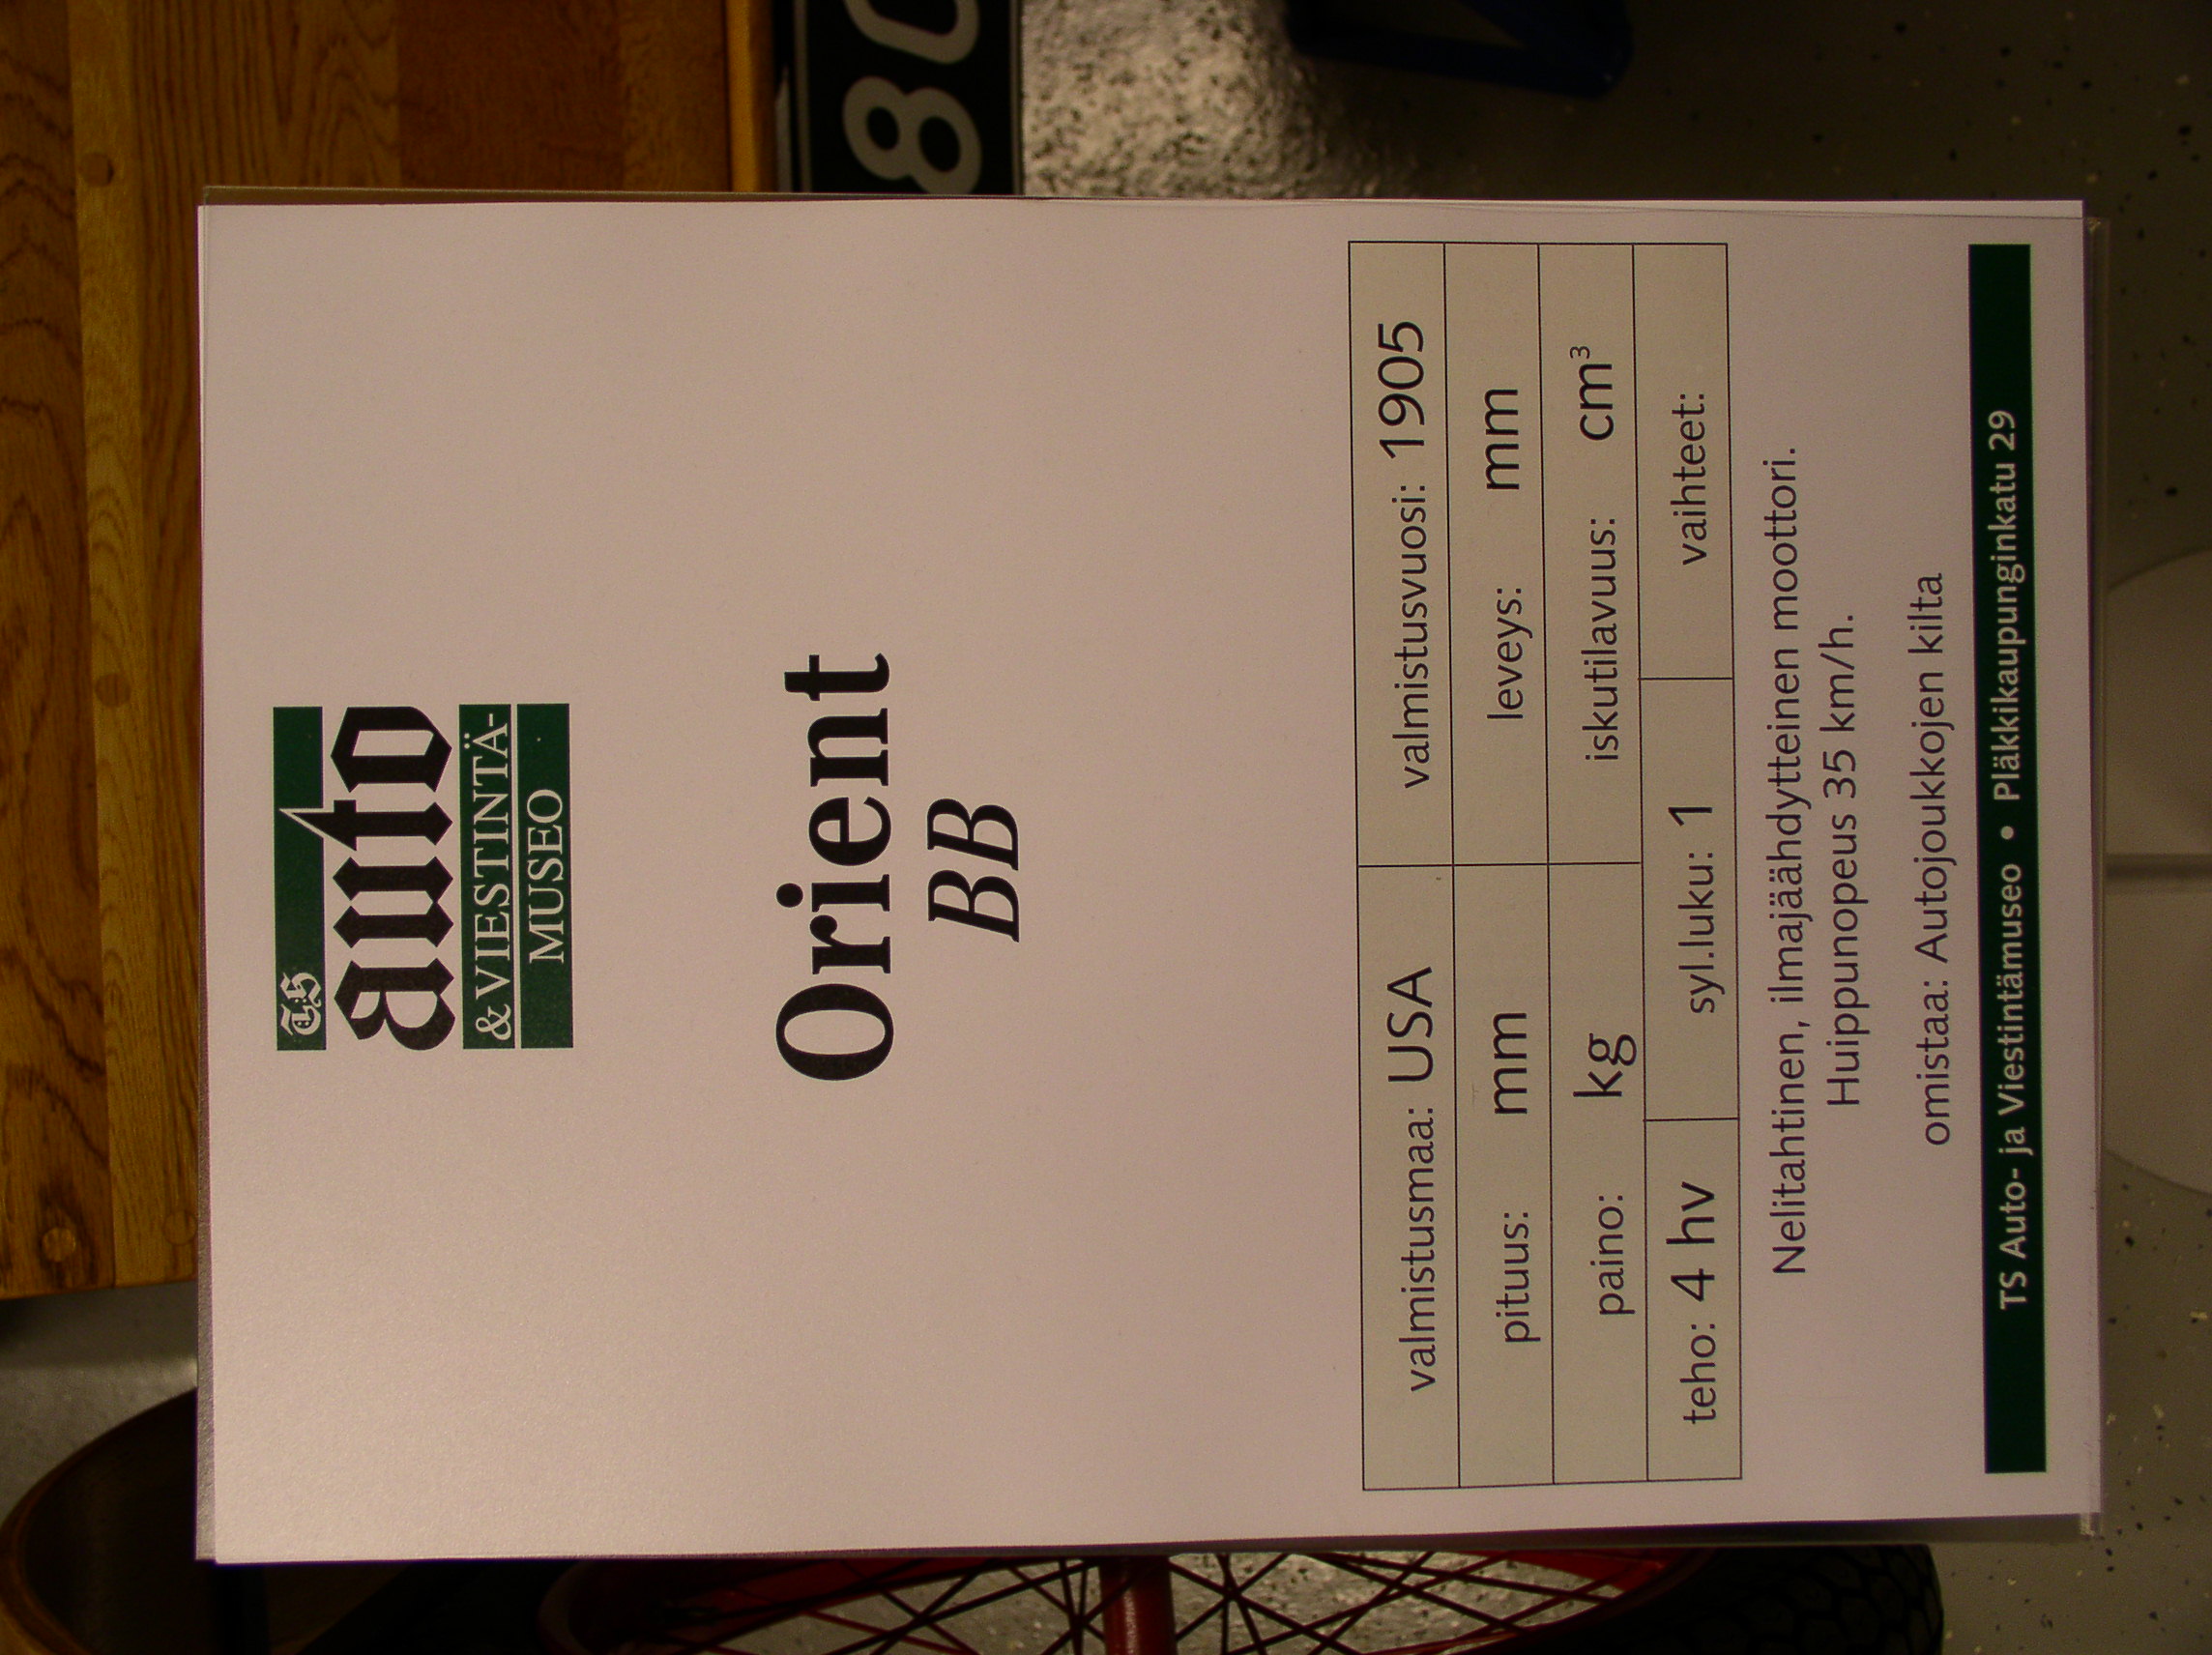 80
TS
auto
& VIESTINTÄ-
MUSEO
Orient
BB
valmistusmaa: USA valmistusvuosi: 1905
pituus: mm leveys: mm
paino: kg iskutilavuus: cm³
teho: 4 hv syl.luku: 1 vaihteet:
Nelitahtinen, ilmajäähdytteinen moottori.
Huippunopeus 35 km/h.
omistaa: Autojoukkojen kilta
TS Auto- ja Viestintämuseo • Pläkkikaupunginkatu 29